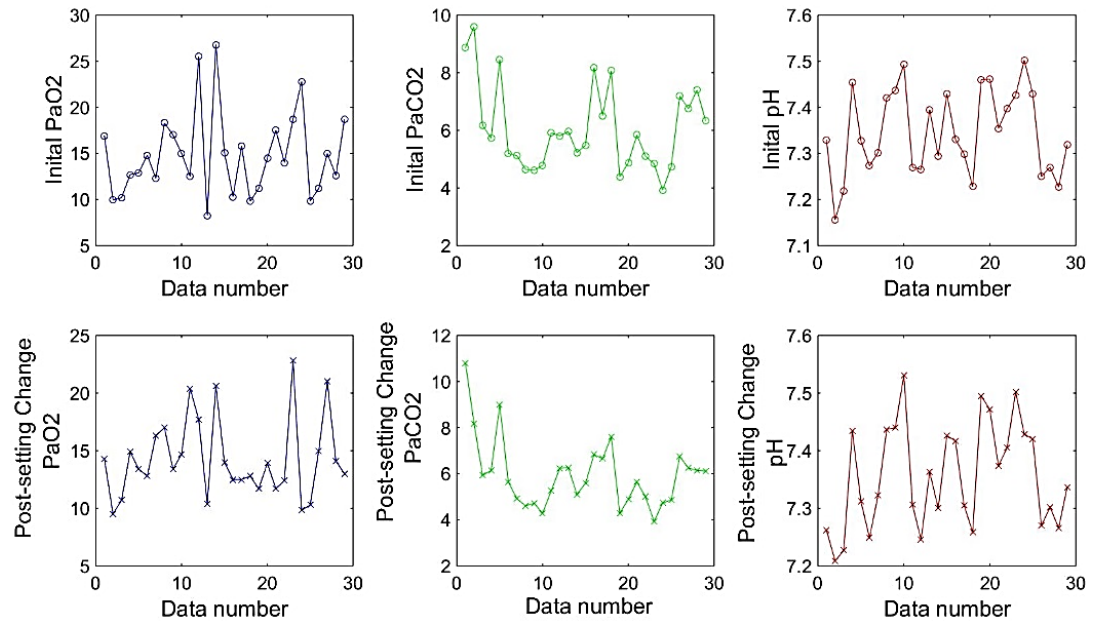 Inital PaO2
30
25
20
15
10
5
0 10 20 30
Data number
Inital PaCO2
10
8
6
4
2
0 10 20 30
Data number
Inital pH
7.6
7.5
7.4
7.3
7.2
7.1
0 10 20 30
Data number
Post-setting Change
PaO2
25
20
15
10
5
0 10 20 30
Data number
Post-setting Change
PaCO2
12
10
8
6
4
2
0 10 20 30
Data number
Post-setting Change
pH
7.6
7.5
7.4
7.3
7.2
0 10 20 30
Data number